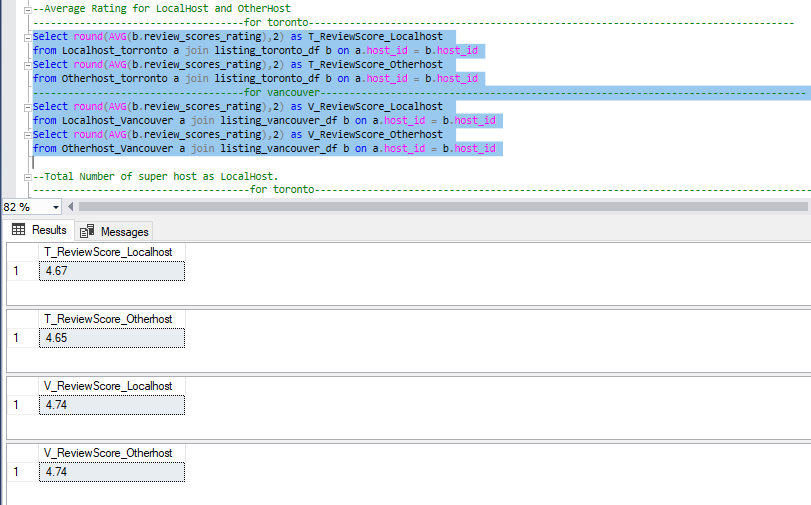 --Average Rating for LocalHost and OtherHost
---------------------------------for toronto-----------------------------------------------------------------------------
Select round(AVG(b.review_scores_rating),2) as T_ReviewScore_Localhost
from Localhost_torronto a join listing_toronto_df b on a.host_id = b.host_id
Select round(AVG(b.review_scores_rating),2) as T_ReviewScore_Otherhost
from Otherhost_torronto a join listing_toronto_df b on a.host_id = b.host_id
---------------------------------for vancouver---------------------------------------------------------------------------
Select round(AVG(b.review_scores_rating),2) as V_ReviewScore_Localhost
from Localhost_Vancouver a join listing_vancouver_df b on a.host_id = b.host_id
Select round(AVG(b.review_scores_rating),2) as V_ReviewScore_Otherhost
from Otherhost_Vancouver a join listing_vancouver_df b on a.host_id = b.host_id
--Total Number of super host as LocalHost.
----------------------------------for toronto----------------------------------------------------------------------------
82 %
Results Messages
T_ReviewScore_Localhost
1 4.67
T_ReviewScore_Otherhost
1 4.65
V_ReviewScore_Localhost
1 4.74
V_ReviewScore_Otherhost
1 4.74